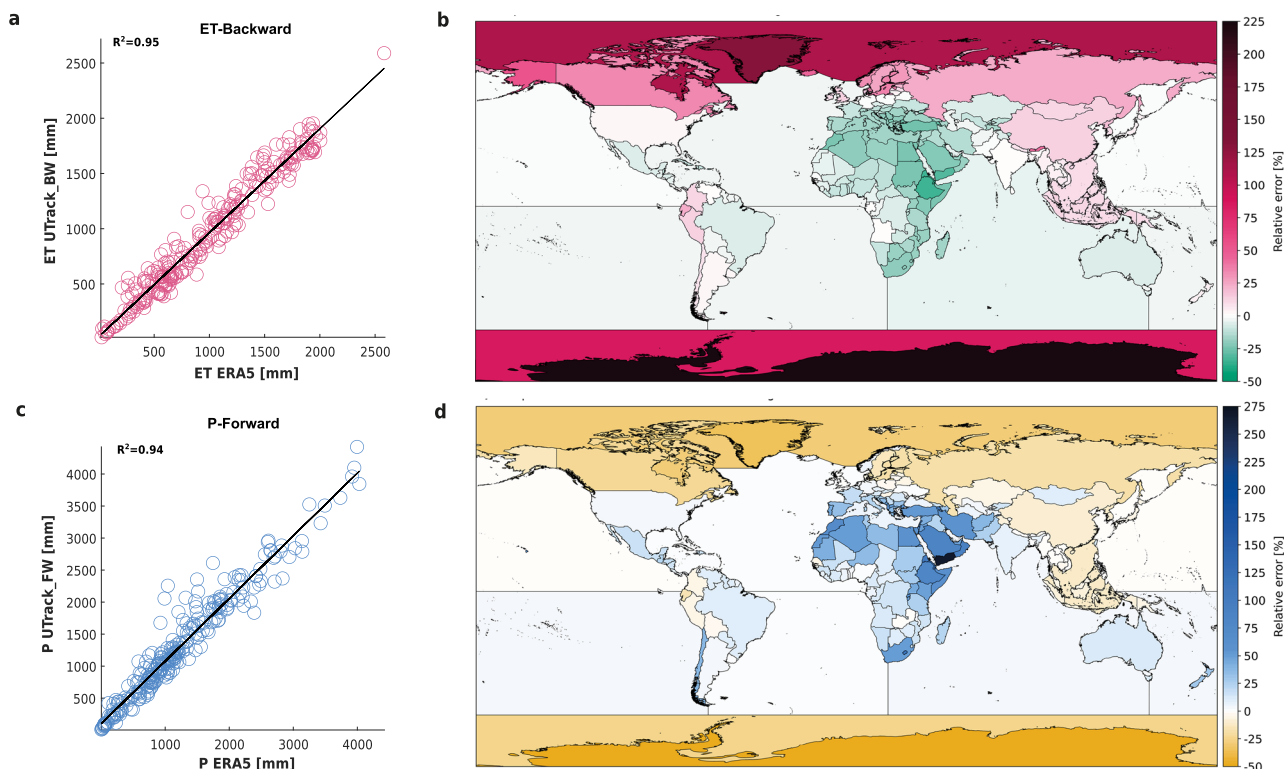 a
ET-Backward
R²=0.95
2500
2000
1500
1000
500
500 1000 1500 2000 2500
ET UTrack_BW [mm]
ET ERA5 [mm]
b
225
200
175
150
125
100
75
50
25
0
-25
-50
Relative error [%]
c
P-Forward
R²=0.94
4000
3500
3000
2500
2000
1500
1000
500
1000 2000 3000 4000
P UTrack_FW [mm]
P ERA5 [mm]
d
275
250
225
200
175
150
125
100
75
50
25
0
-25
-50
Relative error [%]